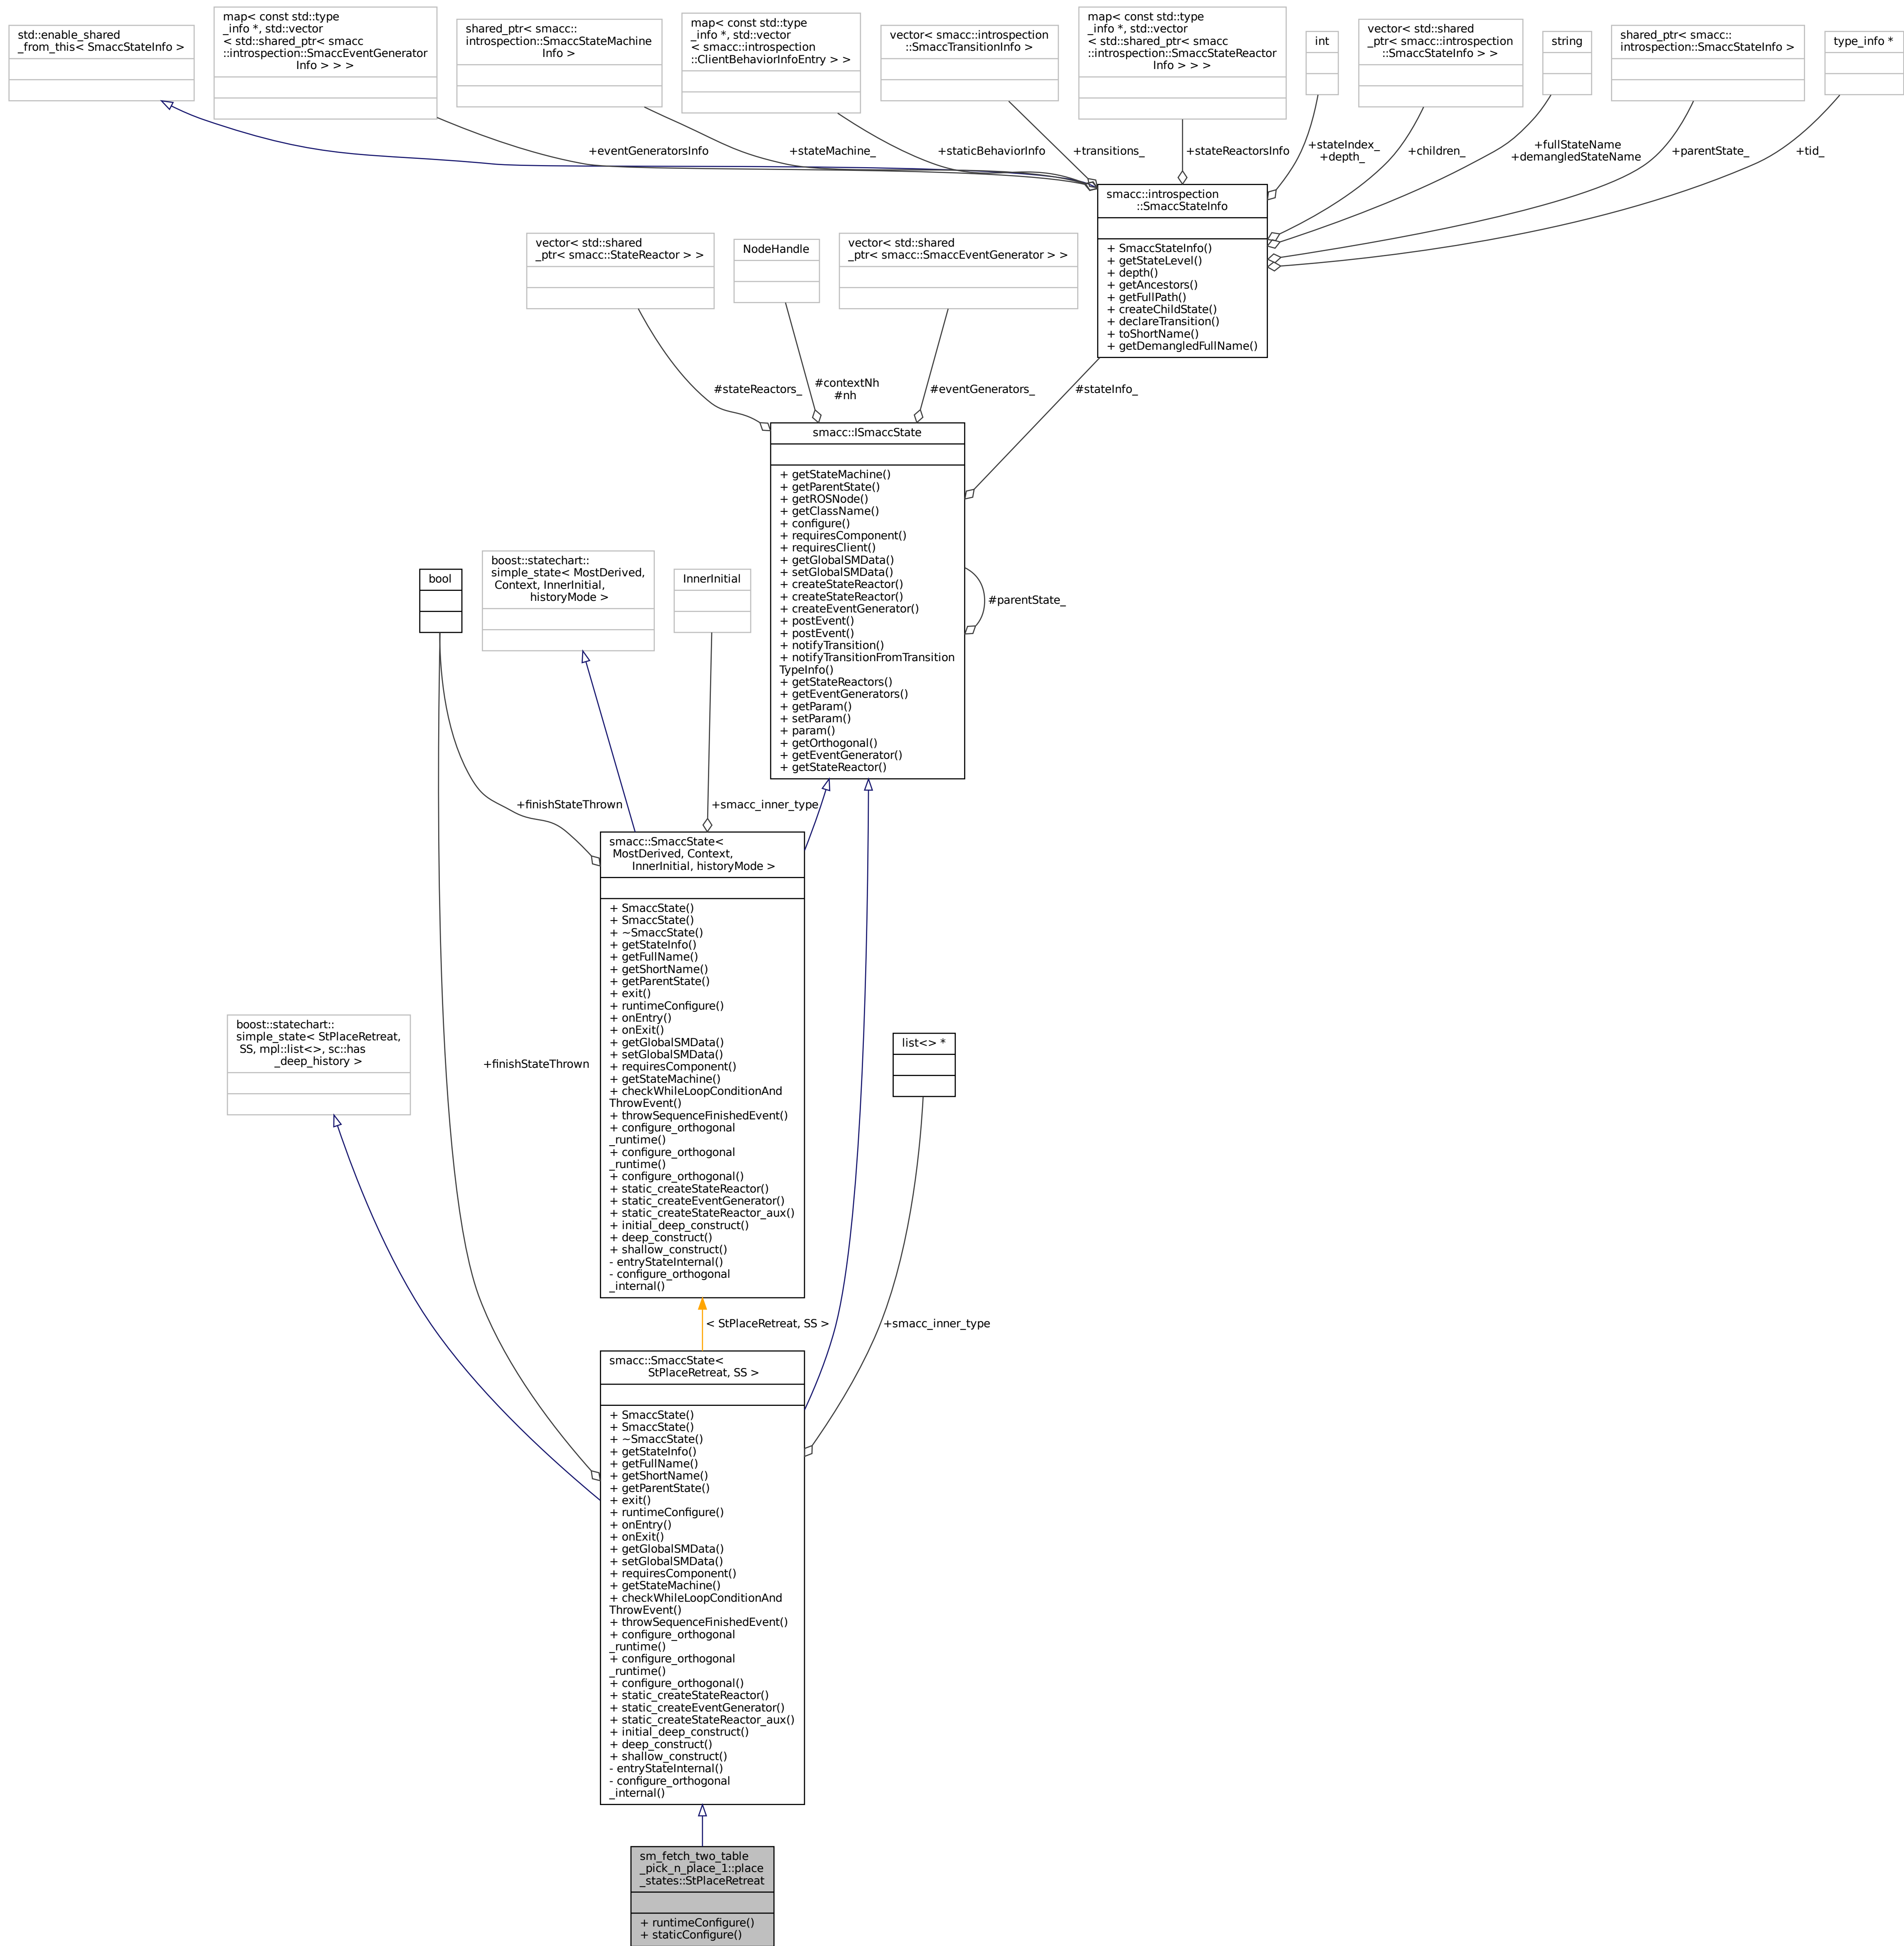 std::enable_shared
_from_this< SmaccStateInfo >
map< const std::type
_info *, std::vector
< std::shared_ptr< smacc
::introspection::SmaccEventGenerator
Info > > >
shared_ptr< smacc::
introspection::SmaccStateMachine
Info >
map< const std::type
_info *, std::vector
< smacc::introspection
::ClientBehaviorInfoEntry > >
vector< smacc::introspection
::SmaccTransitionInfo >
map< const std::type
_info *, std::vector
< std::shared_ptr< smacc
::introspection::SmaccStateReactor
Info > > >
int
vector< std::shared
_ptr< smacc::introspection
::SmaccStateInfo > >
string
shared_ptr< smacc::
introspection::SmaccStateInfo >
type_info *
+eventGeneratorsInfo
+stateMachine_
+staticBehaviorInfo
+transitions_
+stateReactorsInfo
+stateIndex_
+depth_
+children_
+fullStateName
+demangledStateName
+parentState_
+tid_
smacc::introspection
::SmaccStateInfo
+ SmaccStateInfo()
+ getStateLevel()
+ depth()
+ getAncestors()
+ getFullPath()
+ createChildState()
+ declareTransition()
+ toShortName()
+ getDemangledFullName()
vector< std::shared
_ptr< smacc::StateReactor > >
NodeHandle
vector< std::shared
_ptr< smacc::SmaccEventGenerator > >
#stateReactors_
#contextNh
#nh
#eventGenerators_
#stateInfo_
smacc::ISmaccState
+ getStateMachine()
+ getParentState()
+ getROSNode()
+ getClassName()
+ configure()
+ requiresComponent()
+ requiresClient()
+ getGlobalSMData()
+ setGlobalSMData()
+ createStateReactor()
+ createStateReactor()
+ createEventGenerator()
+ postEvent()
+ postEvent()
+ notifyTransition()
+ notifyTransitionFromTransition
TypeInfo()
+ getStateReactors()
+ getEventGenerators()
+ getParam()
+ setParam()
+ param()
+ getOrthogonal()
+ getEventGenerator()
+ getStateReactor()
#parentState_
bool
boost::statechart::
simple_state< MostDerived,
Context, InnerInitial,
historyMode >
InnerInitial
+finishStateThrown
+smacc_inner_type
smacc::SmaccState<
MostDerived, Context,
InnerInitial, historyMode >
+ SmaccState()
+ SmaccState()
+ ~SmaccState()
+ getStateInfo()
+ getFullName()
+ getShortName()
+ getParentState()
+ exit()
+ runtimeConfigure()
+ onEntry()
+ onExit()
+ getGlobalSMData()
+ setGlobalSMData()
+ requiresComponent()
+ getStateMachine()
+ checkWhileLoopConditionAnd
ThrowEvent()
+ throwSequenceFinishedEvent()
+ configure_orthogonal
_runtime()
+ configure_orthogonal
_runtime()
+ configure_orthogonal()
+ static_createStateReactor()
+ static_createEventGenerator()
+ static_createStateReactor_aux()
+ initial_deep_construct()
+ deep_construct()
+ shallow_construct()
- entryStateInternal()
- configure_orthogonal
_internal()
boost::statechart::
simple_state< StPlaceRetreat,
SS, mpl::list<>, sc::has
_deep_history >
+finishStateThrown
list<> *
< StPlaceRetreat, SS >
+smacc_inner_type
smacc::SmaccState<
StPlaceRetreat, SS >
+ SmaccState()
+ SmaccState()
+ ~SmaccState()
+ getStateInfo()
+ getFullName()
+ getShortName()
+ getParentState()
+ exit()
+ runtimeConfigure()
+ onEntry()
+ onExit()
+ getGlobalSMData()
+ setGlobalSMData()
+ requiresComponent()
+ getStateMachine()
+ checkWhileLoopConditionAnd
ThrowEvent()
+ throwSequenceFinishedEvent()
+ configure_orthogonal
_runtime()
+ configure_orthogonal
_runtime()
+ configure_orthogonal()
+ static_createStateReactor()
+ static_createEventGenerator()
+ static_createStateReactor_aux()
+ initial_deep_construct()
+ deep_construct()
+ shallow_construct()
- entryStateInternal()
- configure_orthogonal
_internal()
sm_fetch_two_table
_pick_n_place_1::place
_states::StPlaceRetreat
+ runtimeConfigure()
+ staticConfigure()